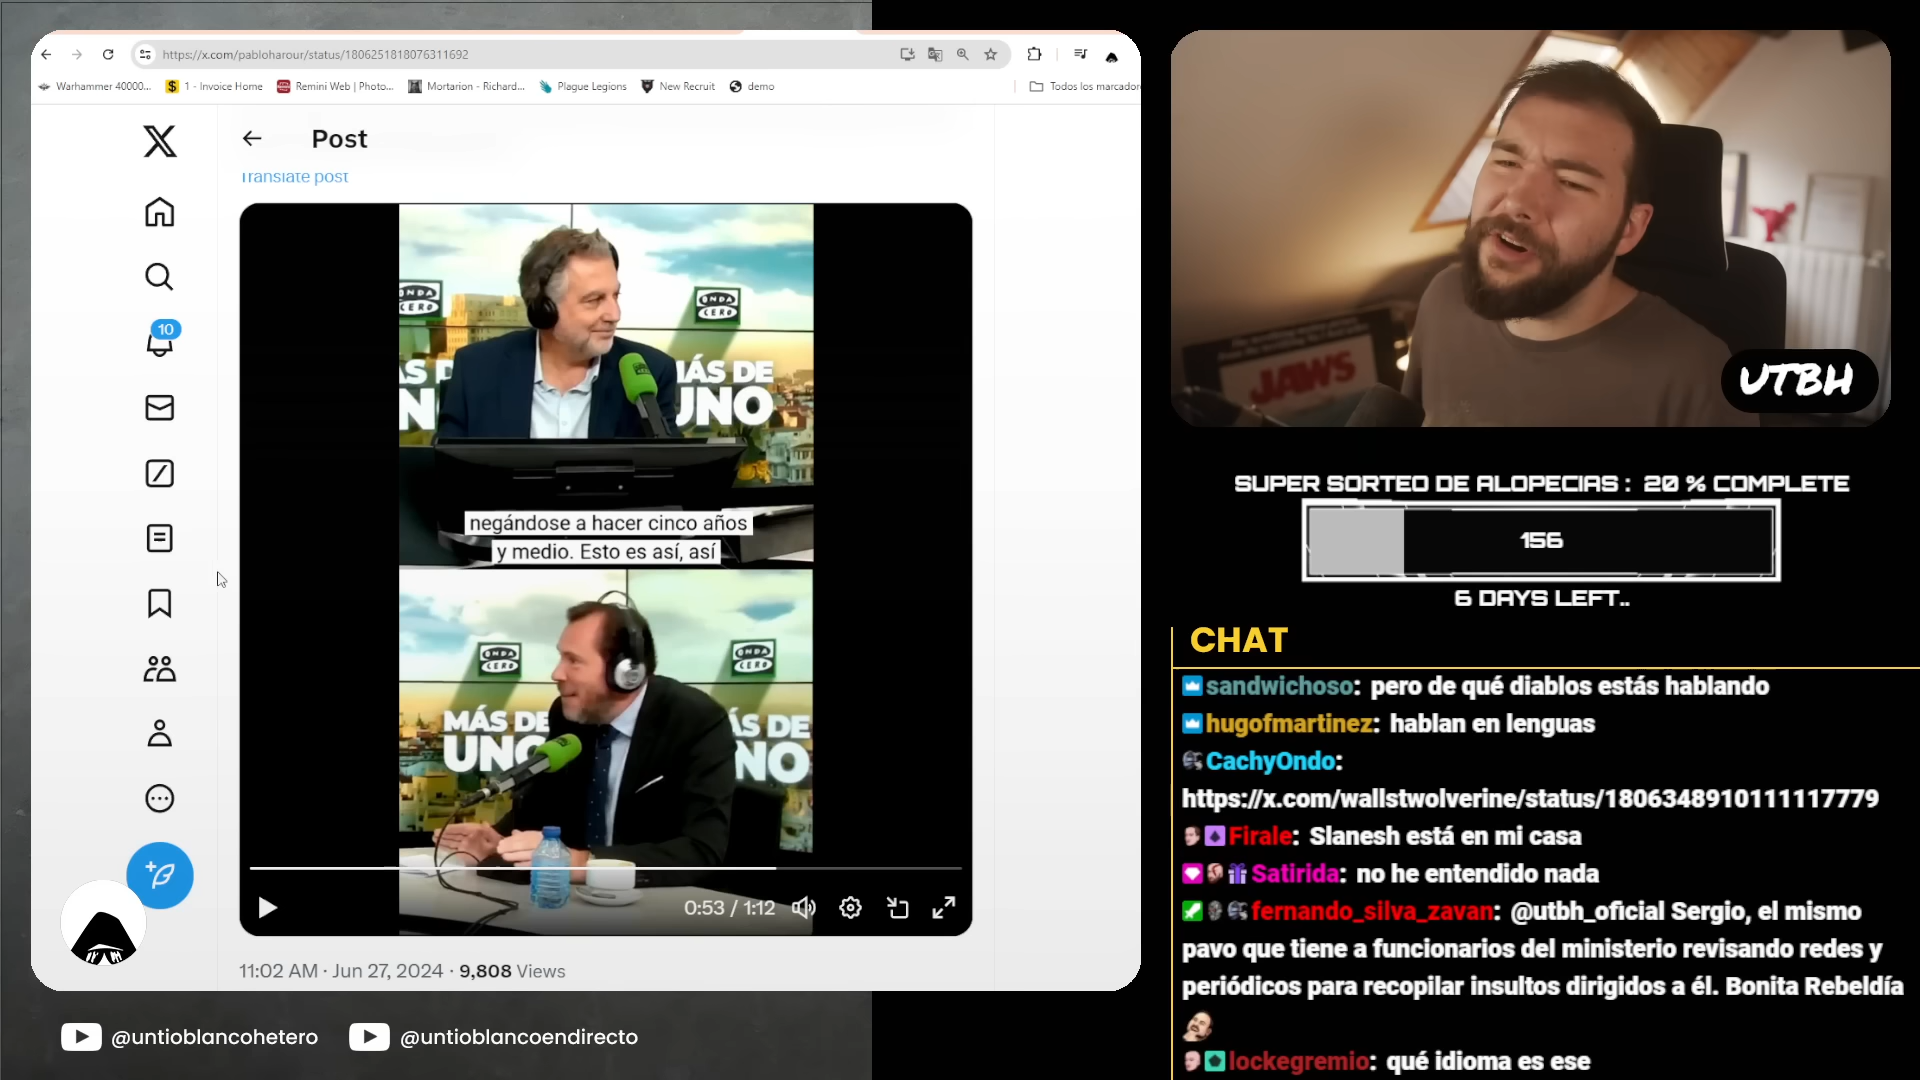 https://x.com/pabloharour/status/1806251818076311692
Warhammer 40000...
1 - Invoice Home
Remini Web | Photo...
Mortarion - Richard...
Plague Legions
New Recruit
demo
Todos los marcador
Post
Translate post
10
ONDA CERO
ONDA CERO
MÁS DE
UNO
negándose a hacer cinco años
y medio. Esto es así, así
ONDA CERO
ONDA CERO
MÁS DE
UNO
MÁS DE
UNO
0:53 / 1:12
11:02 AM · Jun 27, 2024 · 9,808 Views
@untioblancohetero
@untioblancoendirecto
JAWS
UTBH
SUPER SORTEO DE ALOPECIAS : 20 % COMPLETE
156
6 DAYS LEFT..
CHAT
sandwichoso: pero de qué diablos estás hablando
hugofmartinez: hablan en lenguas
CachyOndo:
https://x.com/wallstwolverine/status/1806348910111117779
Firale: Slanesh está en mi casa
Satirida: no he entendido nada
fernando_silva_zavan: @utbh_oficial Sergio, el mismo
pavo que tiene a funcionarios del ministerio revisando redes y
periódicos para recopilar insultos dirigidos a él. Bonita Rebeldía
lockegremio: qué idioma es ese